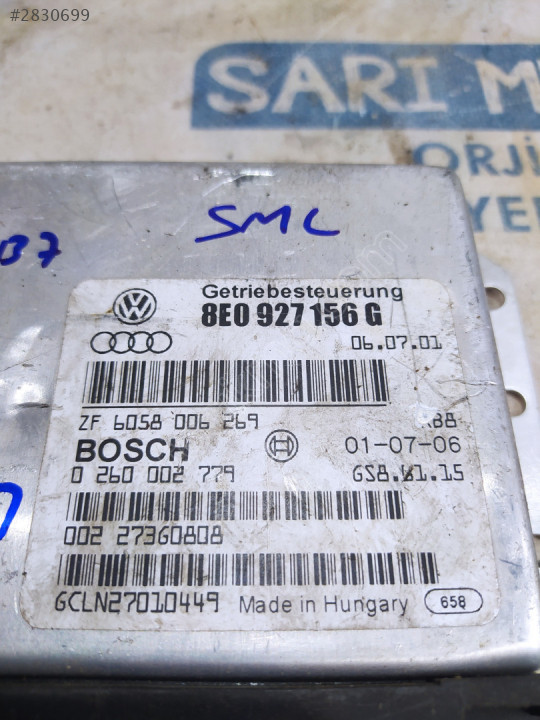 #2830699
SARI M
ORJİ
YE
B7
SMC
Getriebesteuerung
8E0 927 156 G
06.07.01
ZF 6058 006 269
BOSCH
01-07-06
0 260 002 779
002 27360808
6CLN27010449 Made in Hungary 658